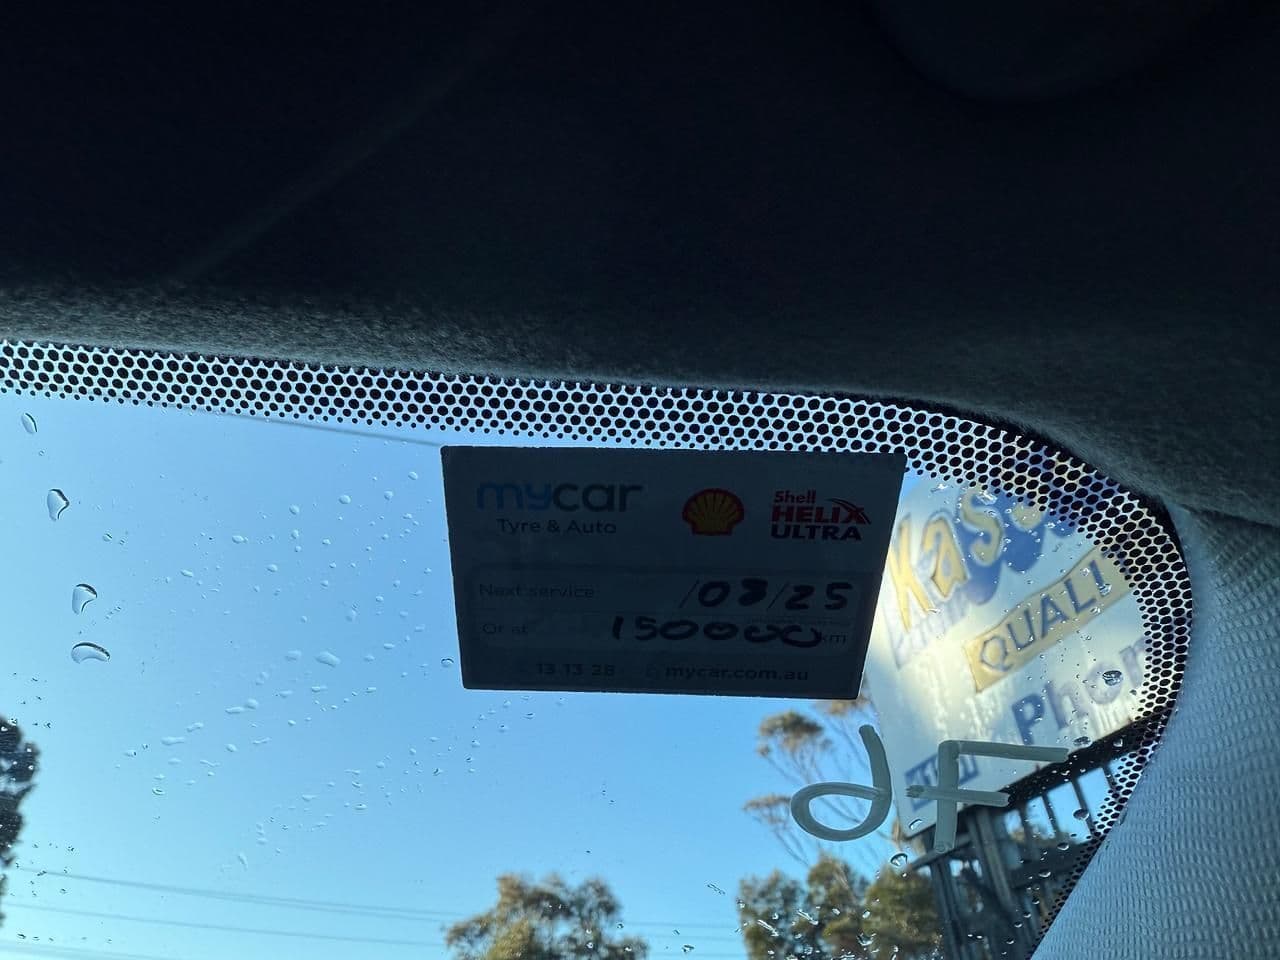 mycar
Tyre & Auto
Shell
HELIX
ULTRA
Next service /03/25
Or at 150000 km
13 13 28 mycar.com.au
QUALI